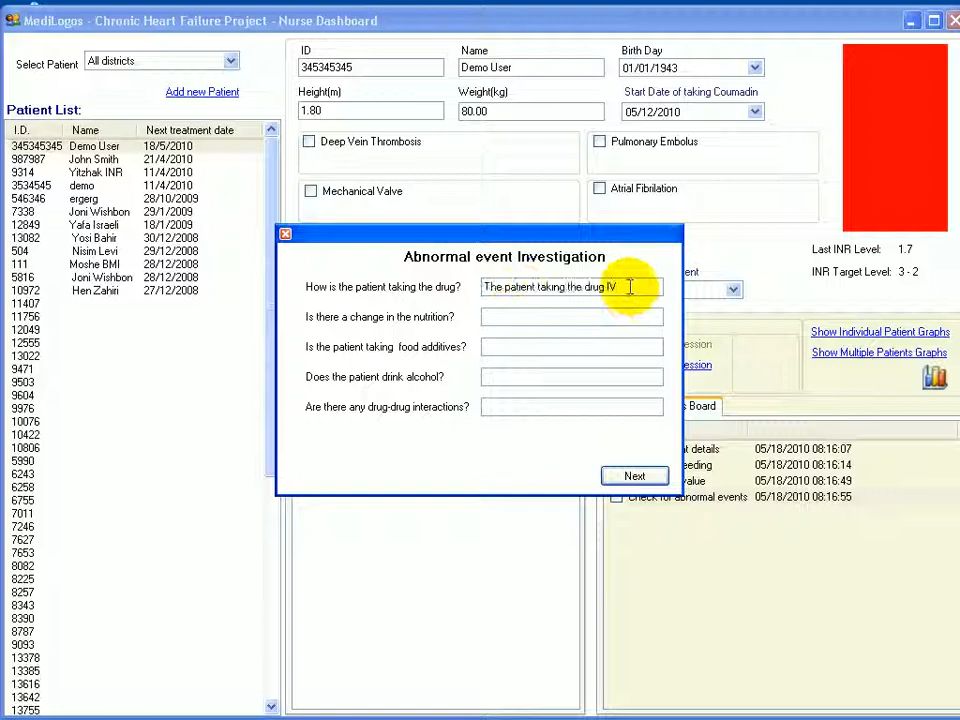 MediLogos - Chronic Heart Failure Project - Nurse Dashboard
Select Patient All districts
Add new Patient
Patient List:
I.D. Name Next treatment date
345345345 Demo User 18/5/2010
987987 John Smith 21/4/2010
9314 Yitzhak INR 11/4/2010
3534545 demo 11/4/2010
546346 ergerg 28/10/2009
7338 Joni Wishbon 29/1/2009
12849 Yafa Israeli 18/1/2009
13082 Yosi Bahir 30/12/2008
504 Nisim Levi 29/12/2008
111 Moshe BMI 28/12/2008
5816 Joni Wishbon 28/12/2008
10972 Hen Zahiri 27/12/2008
11407
11756
12049
12555
13022
9471
9503
9604
9976
10076
10422
10806
5990
6243
6258
6755
7011
7246
7627
7653
8082
8225
8257
8343
8390
8787
9093
13378
13385
13616
13642
13755
ID Name Birth Day
345345345 Demo User 01/01/1943
Height(m) Weight(kg) Start Date of taking Coumadin
1.80 80.00 05/12/2010
Deep Vein Thrombosis Pulmonary Embolus
Mechanical Valve Atrial Fibrilation
Last INR Level: 1.7
INR Target Level: 3 - 2
ent
Abnormal event Investigation
How is the patient taking the drug? The patient taking the drug IV
Is there a change in the nutrition?
Is the patient taking food additives?
Does the patient drink alcohol?
Are there any drug-drug interactions?
Next
ession
ession
Show Individual Patient Graphs
Show Multiple Patients Graphs
s Board
nt details 05/18/2010 08:16:07
eeding 05/18/2010 08:16:14
value 05/18/2010 08:16:49
Check for abnormal events 05/18/2010 08:16:55